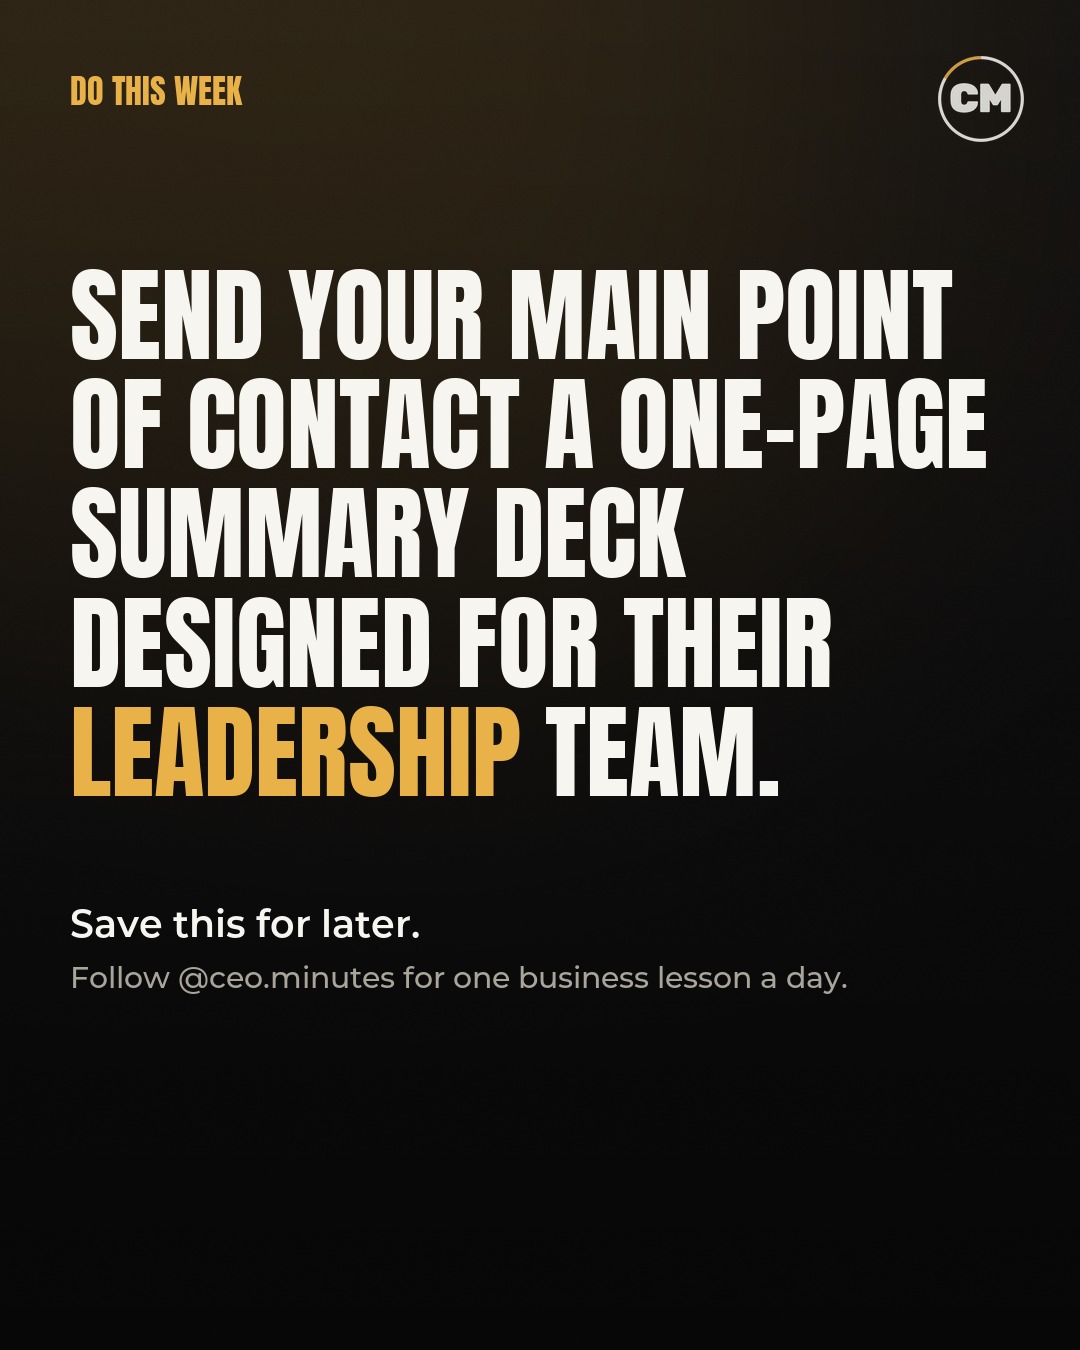 DO THIS WEEK
CM
SEND YOUR MAIN POINT
OF CONTACT A ONE-PAGE
SUMMARY DECK
DESIGNED FOR THEIR
LEADERSHIP TEAM.
Save this for later.
Follow @ceo.minutes for one business lesson a day.